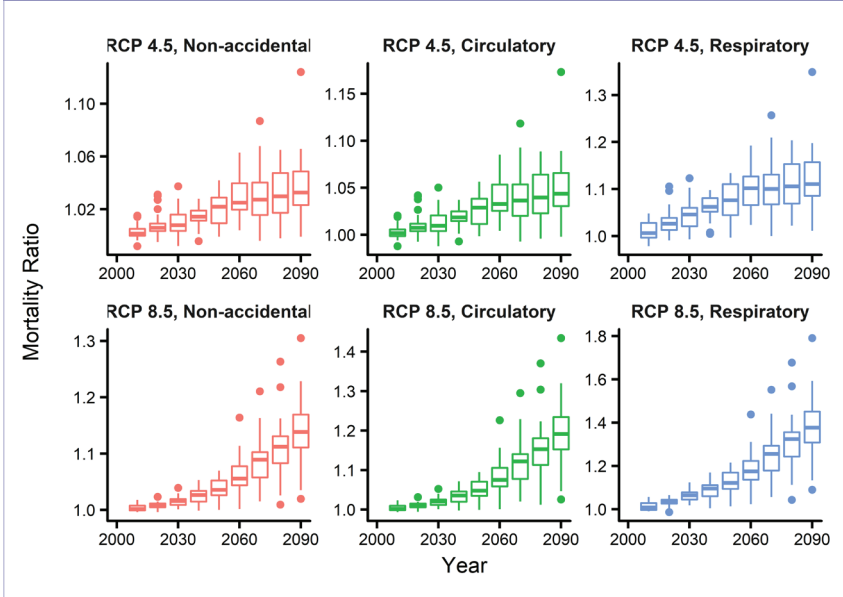 RCP 4.5, Non-accidental
RCP 4.5, Circulatory
RCP 4.5, Respiratory
1.10
1.06
1.02
1.15
1.10
1.05
1.00
1.3
1.2
1.1
1.0
2000 2030 2060 2090
2000 2030 2060 2090
2000 2030 2060 2090
Mortality Ratio
RCP 8.5, Non-accidental
RCP 8.5, Circulatory
RCP 8.5, Respiratory
1.3
1.2
1.1
1.0
1.4
1.3
1.2
1.1
1.0
1.8
1.6
1.4
1.2
1.0
2000 2030 2060 2090
2000 2030 2060 2090
2000 2030 2060 2090
Year